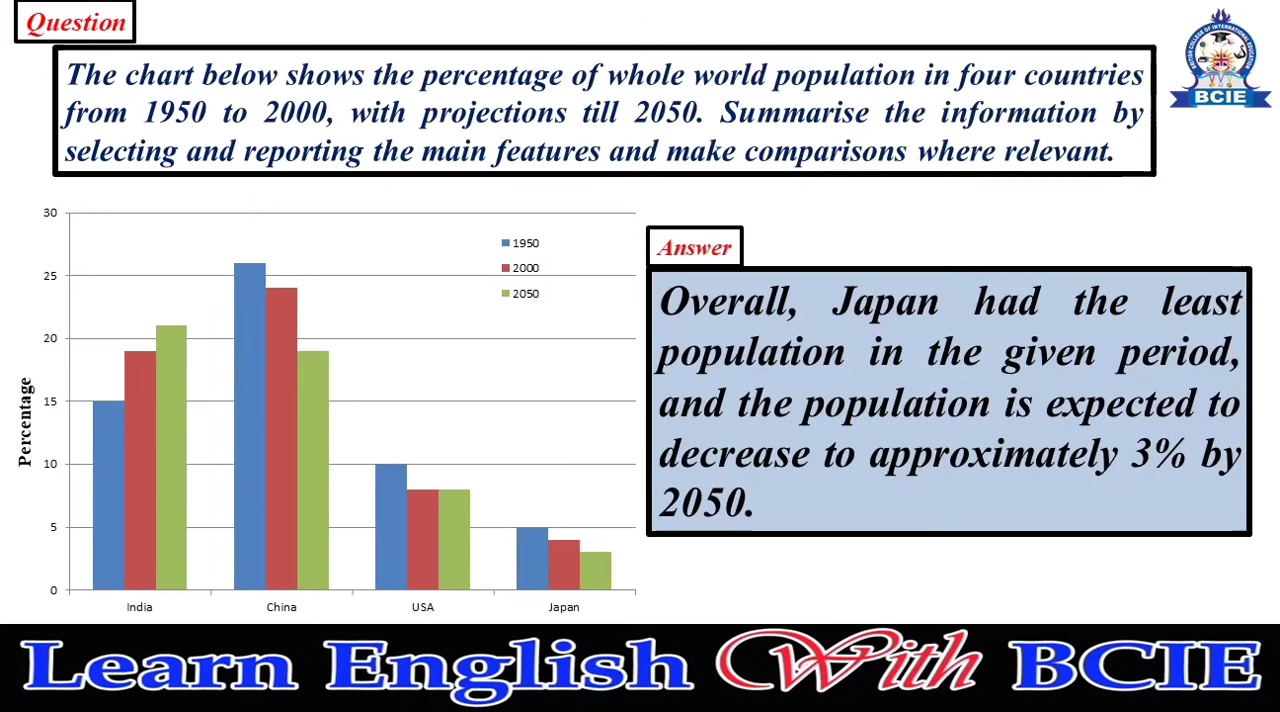 Question
The chart below shows the percentage of whole world population in four countries
from 1950 to 2000, with projections till 2050. Summarise the information by
selecting and reporting the main features and make comparisons where relevant.
BCIE
30
25
20
15
10
5
0
Percentage
1950
2000
2050
India China USA Japan
Answer
Overall, Japan had the least
population in the given period,
and the population is expected to
decrease to approximately 3% by
2050.
Learn English With BCIE